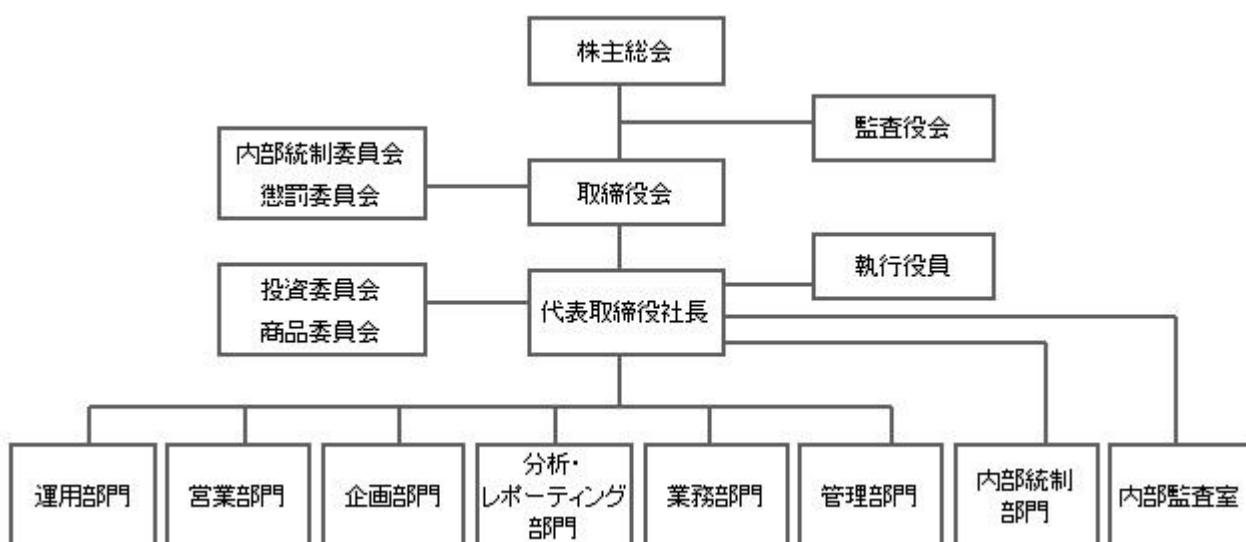 株主総会
監査役会
内部統制委員会
懲罰委員会
取締役会
執行役員
投資委員会
商品委員会
代表取締役社長
運用部門
営業部門
企画部門
分析・
レポーティング
部門
業務部門
管理部門
内部統制
部門
内部監査室